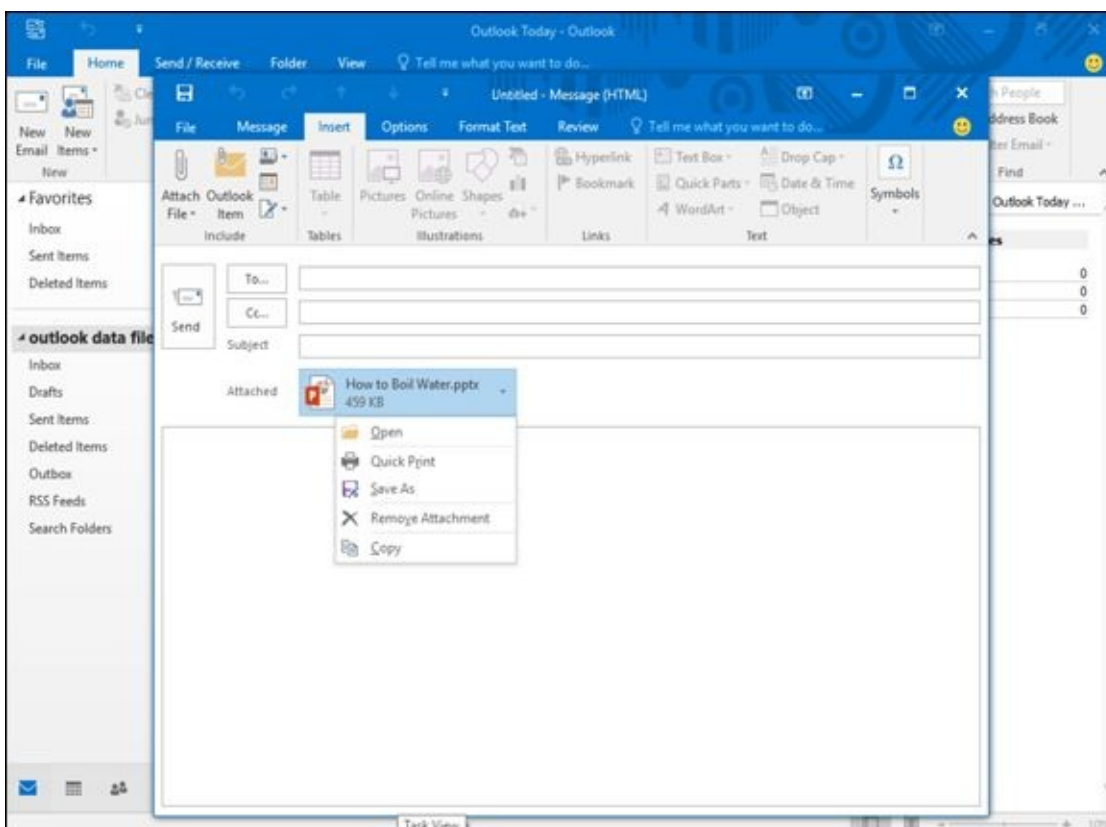 Outlook Today - Outlook
File Home Send / Receive Folder View Tell me what you want to do...
New Email
New Items
New
People
Address Book
Find
Untitled - Message (HTML)
File Message Insert Options Format Text Review Tell me what you want to do...
Attach File
Outlook Item
Include
Table
Tables
Pictures
Online Pictures
Shapes
Illustrations
Hyperlink
Bookmark
Links
Text Box
Quick Parts
WordArt
Drop Cap
Date & Time
Object
Text
Ω
Symbols
Favorites
Inbox
Sent Items
Deleted Items
outlook data file
Inbox
Drafts
Sent Items
Deleted Items
Outbox
RSS Feeds
Search Folders
Send
To...
Cc...
Subject
Attached
How to Boil Water.pptx
459 KB
Open
Quick Print
Save As
Remove Attachment
Copy
Outlook Today ...
es
0
0
0
Task View